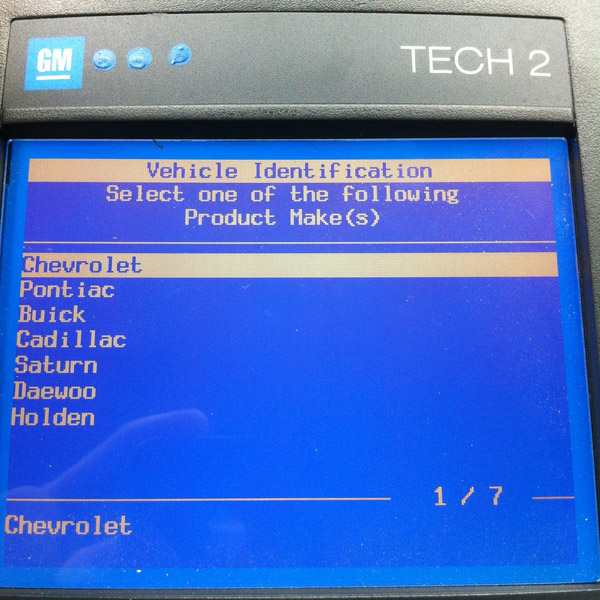 GM
TECH 2
Vehicle Identification
Select one of the following
Product Make(s)
Chevrolet
Pontiac
Buick
Cadillac
Saturn
Daewoo
Holden
1 / 7
Chevrolet